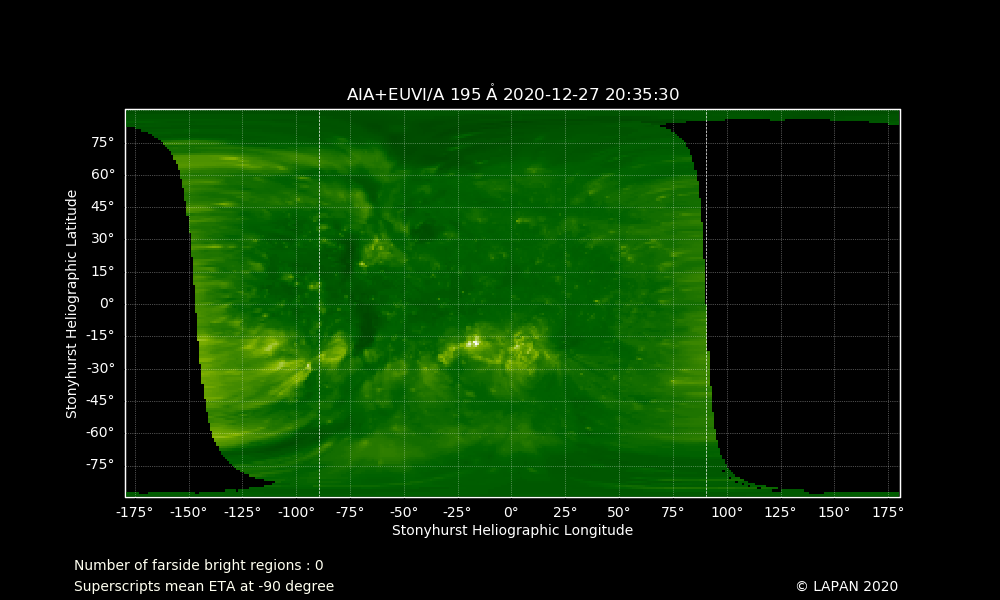 AIA+EUVI/A 195 Å 2020-12-27 20:35:30
Stonyhurst Heliographic Latitude
75°
60°
45°
30°
15°
0°
-15°
-30°
-45°
-60°
-75°
-175° -150° -125° -100° -75° -50° -25° 0° 25° 50° 75° 100° 125° 150° 175°
Stonyhurst Heliographic Longitude
Number of farside bright regions : 0
Superscripts mean ETA at -90 degree
© LAPAN 2020